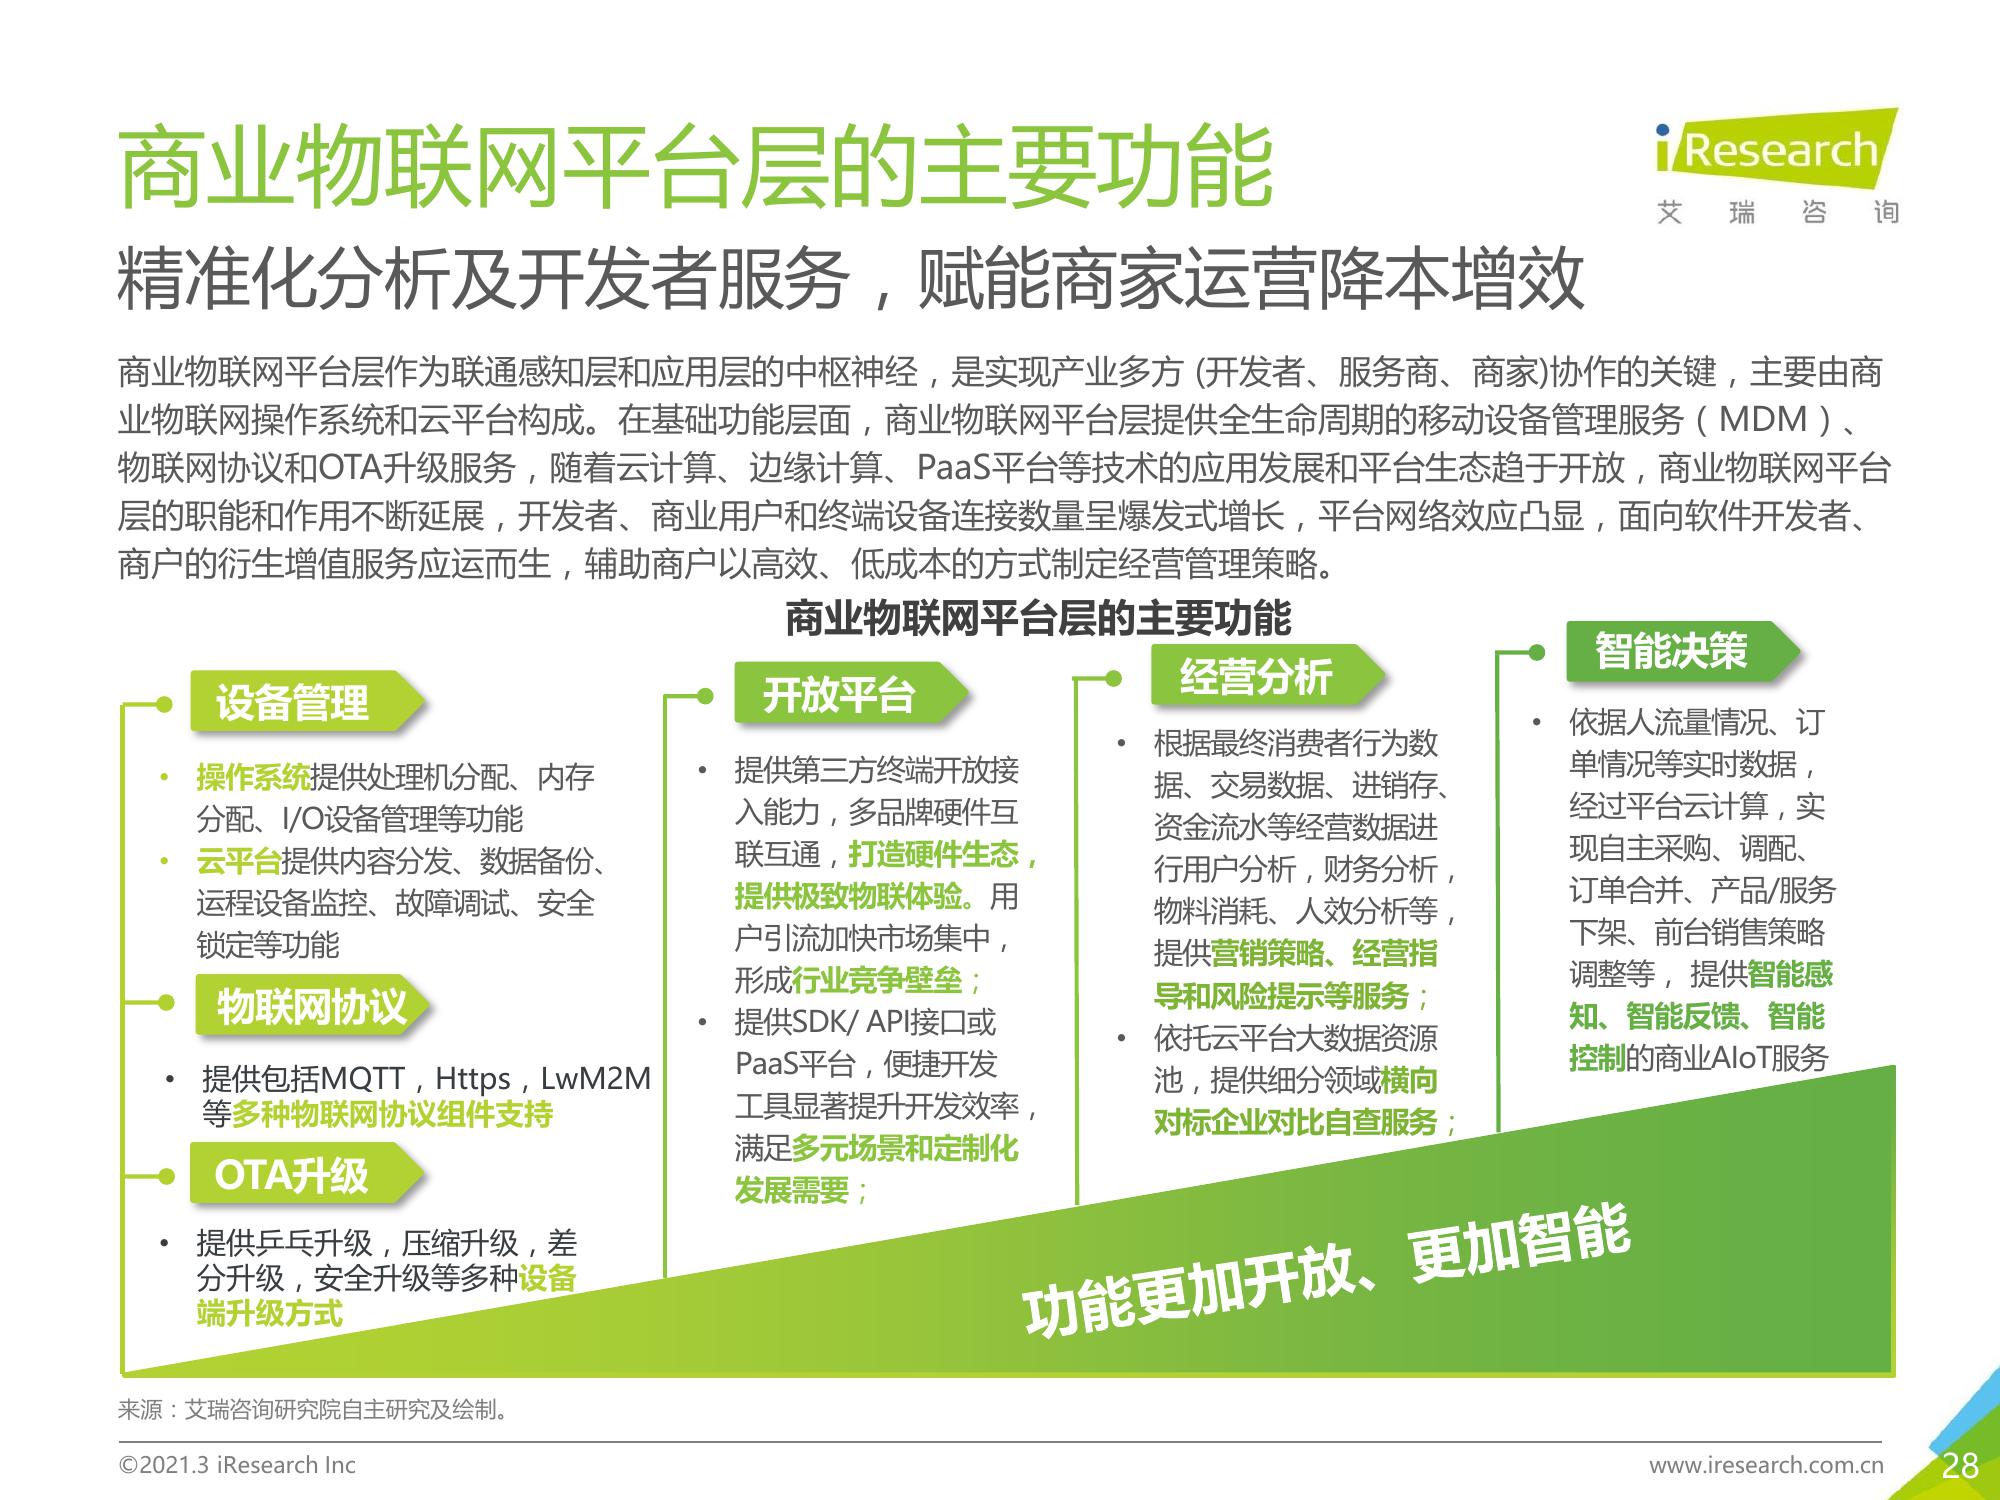 商业物联网平台层的主要功能
iResearch
艾瑞咨询
精准化分析及开发者服务，赋能商家运营降本增效
商业物联网平台层作为联通感知层和应用层的中枢神经，是实现产业多方 (开发者、服务商、商家)协作的关键，主要由商
业物联网操作系统和云平台构成。在基础功能层面，商业物联网平台层提供全生命周期的移动设备管理服务（MDM）、
物联网协议和OTA升级服务，随着云计算、边缘计算、PaaS平台等技术的应用发展和平台生态趋于开放，商业物联网平台
层的职能和作用不断延展，开发者、商业用户和终端设备连接数量呈爆发式增长，平台网络效应凸显，面向软件开发者、
商户的衍生增值服务应运而生，辅助商户以高效、低成本的方式制定经营管理策略。
商业物联网平台层的主要功能
设备管理
• 操作系统提供处理机分配、内存
分配、I/O设备管理等功能
• 云平台提供内容分发、数据备份、
运程设备监控、故障调试、安全
锁定等功能
物联网协议
• 提供包括MQTT，Https，LwM2M
等多种物联网协议组件支持
OTA升级
• 提供乒乓升级，压缩升级，差
分升级，安全升级等多种设备
端升级方式
开放平台
• 提供第三方终端开放接
入能力，多品牌硬件互
联互通，打造硬件生态，
提供极致物联体验。用
户引流加快市场集中，
形成行业竞争壁垒；
• 提供SDK/ API接口或
PaaS平台，便捷开发
工具显著提升开发效率，
满足多元场景和定制化
发展需要；
经营分析
• 根据最终消费者行为数
据、交易数据、进销存、
资金流水等经营数据进
行用户分析，财务分析，
物料消耗、人效分析等，
提供营销策略、经营指
导和风险提示等服务；
• 依托云平台大数据资源
池，提供细分领域横向
对标企业对比自查服务；
智能决策
• 依据人流量情况、订
单情况等实时数据，
经过平台云计算，实
现自主采购、调配、
订单合并、产品/服务
下架、前台销售策略
调整等， 提供智能感
知、智能反馈、智能
控制的商业AIoT服务
功能更加开放、更加智能
来源：艾瑞咨询研究院自主研究及绘制。
©2021.3 iResearch Inc
www.iresearch.com.cn
28